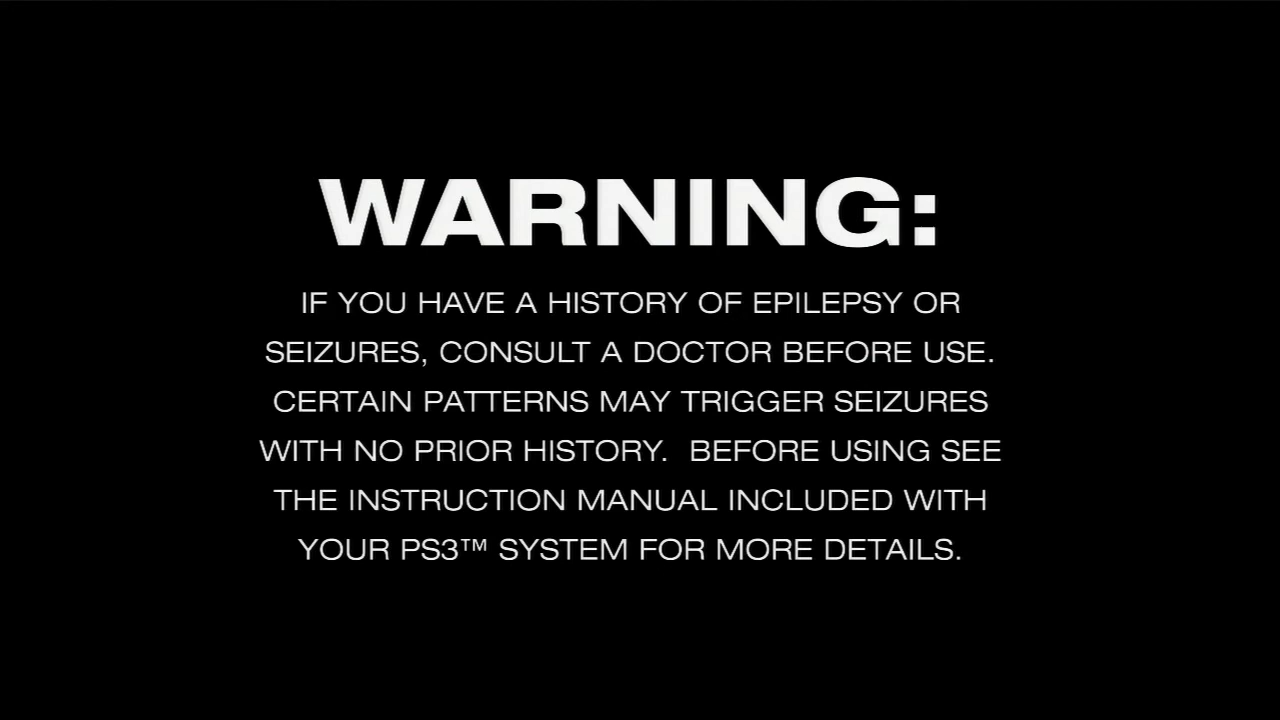 WARNING:
IF YOU HAVE A HISTORY OF EPILEPSY OR
SEIZURES, CONSULT A DOCTOR BEFORE USE.
CERTAIN PATTERNS MAY TRIGGER SEIZURES
WITH NO PRIOR HISTORY.  BEFORE USING SEE
THE INSTRUCTION MANUAL INCLUDED WITH
YOUR PS3™ SYSTEM FOR MORE DETAILS.